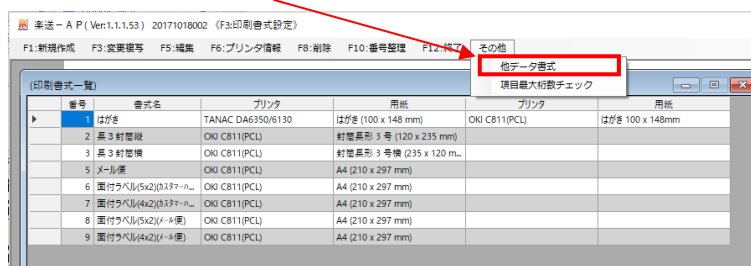 楽送－ＡＰ( Ver:1.1.1.53 ) 20171018002 《F3:印刷書式設定》
F1:新規作成 F3:変更複写 F5:編集 F6:プリンタ情報 F8:削除 F10:番号整理 F12:終了 その他
他データ書式
項目最大桁数チェック
(印刷書式一覧)
番号 書式名 プリンタ 用紙 プリンタ 用紙
1 はがき TANAC DA6350/6130 はがき (100 x 148 mm) OKI C811(PCL) はがき 100 x 148mm
2 長３封筒縦 OKI C811(PCL) 封筒長形 3 号 (120 x 235 mm)
3 長３封筒横 OKI C811(PCL) 封筒長形 3 号横 (235 x 120 m...
5 メール便 OKI C811(PCL) A4 (210 x 297 mm)
6 面付ラベル(5x2)(ｶｽﾀﾏｰﾊ... OKI C811(PCL) A4 (210 x 297 mm)
7 面付ラベル(4x2)(ｶｽﾀﾏｰﾊ... OKI C811(PCL) A4 (210 x 297 mm)
8 面付ラベル(5x2)(ﾒｰﾙ便) OKI C811(PCL) A4 (210 x 297 mm)
9 面付ラベル(4x2)(ﾒｰﾙ便) OKI C811(PCL) A4 (210 x 297 mm)